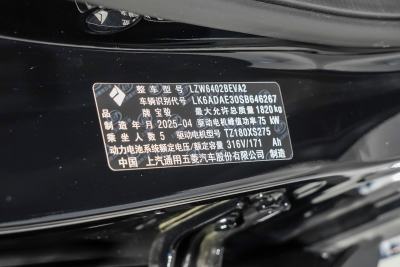 整车型号 LZW6402BEVA2
车辆识别代号 LK6ADAE30SB646267
品牌 宝骏 最大允许总质量 1820kg
制造年月 2025-04 驱动电机峰值功率 75 kW
乘坐人数 5 驱动电机型号 TZ180XS275
动力电池系统额定电压/额定容量 316V/171 Ah
中国 上汽通用五菱汽车股份有限公司 制造